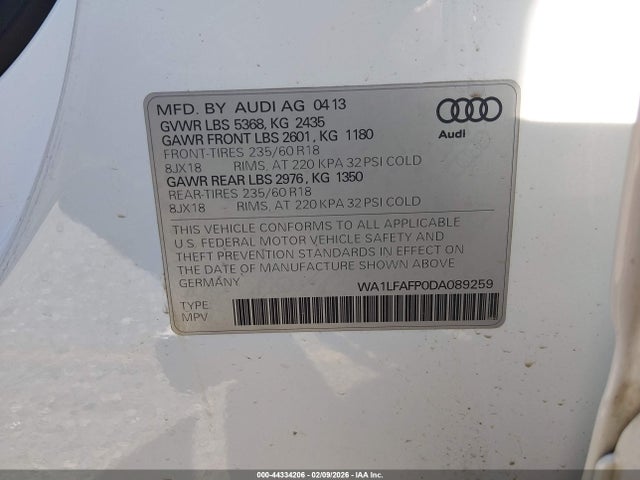 MFD. BY AUDI AG 04 13
GVWR LBS 5368, KG 2435
GAWR FRONT LBS 2601, KG 1180
FRONT-TIRES 235/60 R18
8JX18 RIMS, AT 220 KPA 32 PSI COLD
GAWR REAR LBS 2976, KG 1350
REAR-TIRES 235/60 R18
8JX18 RIMS, AT 220 KPA 32 PSI COLD
Audi
THIS VEHICLE CONFORMS TO ALL APPLICABLE
U.S. FEDERAL MOTOR VEHICLE SAFETY AND
THEFT PREVENTION STANDARDS IN EFFECT ON
THE DATE OF MANUFACTURE SHOWN ABOVE.
GERMANY WA1LFAFP0DA089259
TYPE:
MPV
000-44334206 - 02/09/2026 - IAA Inc.